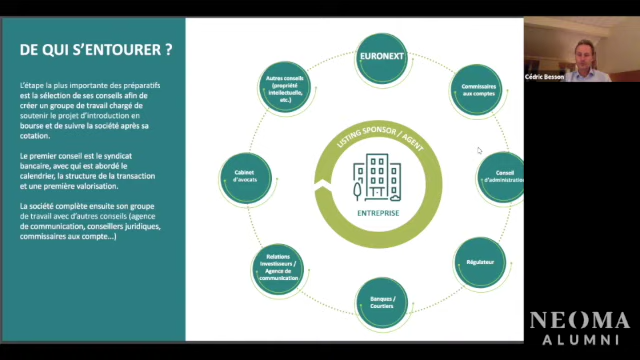 DE QUI S'ENTOURER ?
L'étape la plus importante des préparatifs
est la sélection de ses conseils afin de
créer un groupe de travail chargé de
soutenir le projet d'introduction en
bourse et de suivre la société après sa
cotation.
Le premier conseil est le syndicat
bancaire, avec qui est abordé le
calendrier, la structure de la transaction
et une première valorisation.
La société complète ensuite son groupe
de travail avec d'autres conseils (agence
de communication, conseillers juridiques,
commissaires aux compte...)
EURONEXT
Commissaires
aux comptes
Conseil
d'administration
Régulateur
Banques /
Courtiers
Relations
Investisseurs /
Agence de
communication
Cabinet
d'avocats
Autres conseils
(propriété
intellectuelle,
etc.)
LISTING SPONSOR / AGENT
ENTREPRISE
Cédric Besson
NEOMA
ALUMNI